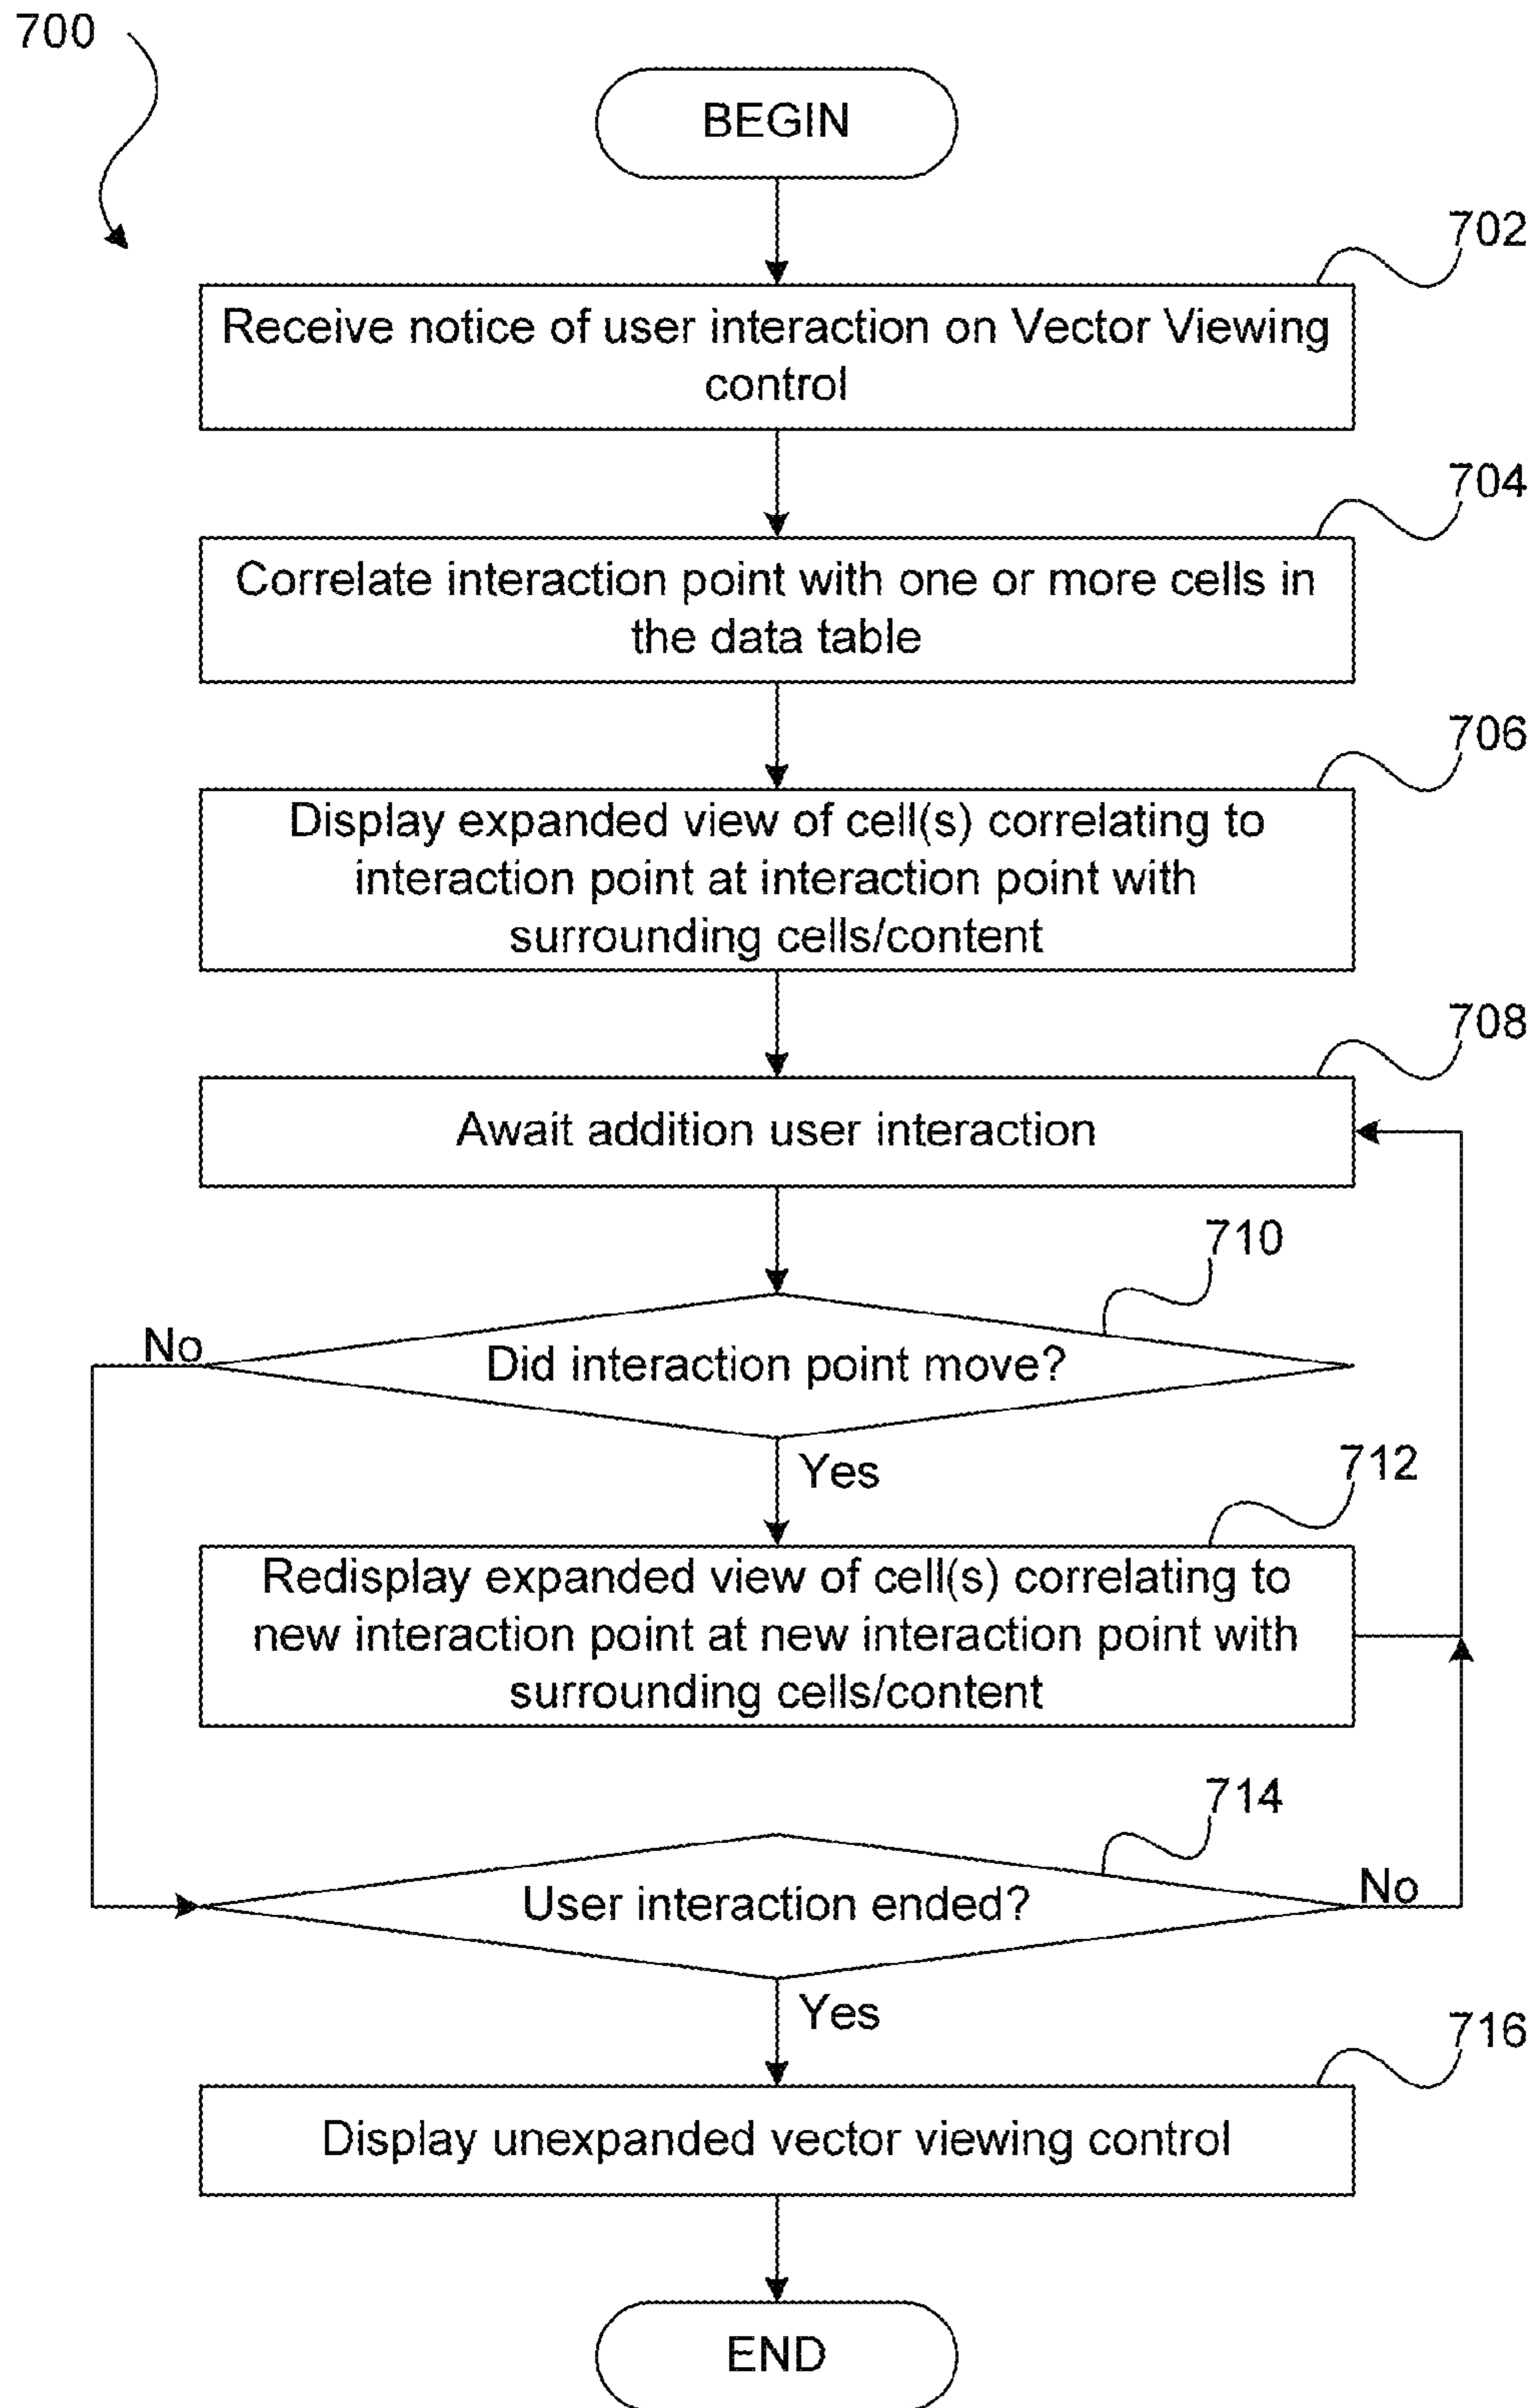 700
BEGIN
702
Receive notice of user interaction on Vector Viewing
control
704
Correlate interaction point with one or more cells in
the data table
706
Display expanded view of cell(s) correlating to
interaction point at interaction point with
surrounding cells/content
708
Await addition user interaction
710
No
Did interaction point move?
Yes
712
Redisplay expanded view of cell(s) correlating to
new interaction point at new interaction point with
surrounding cells/content
714
User interaction ended?
No
Yes
716
Display unexpanded vector viewing control
END